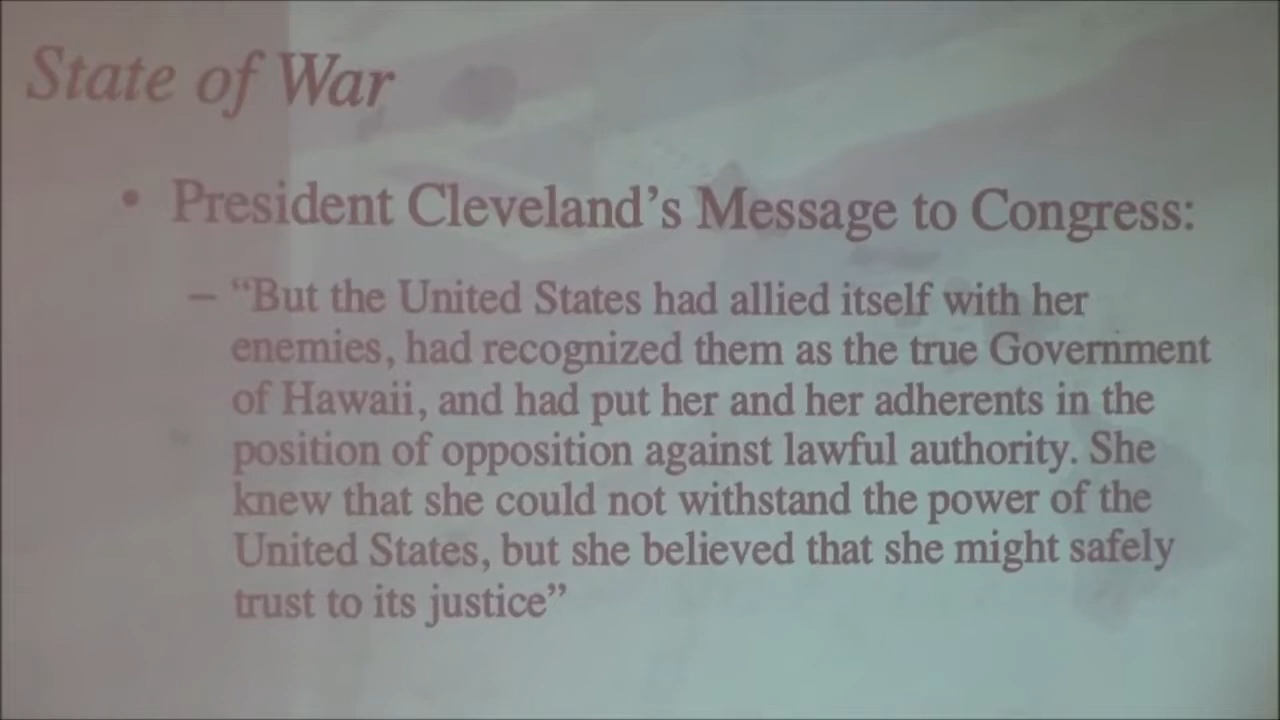 State of War
• President Cleveland's Message to Congress:
– “But the United States had allied itself with her
enemies, had recognized them as the true Government
of Hawaii, and had put her and her adherents in the
position of opposition against lawful authority. She
knew that she could not withstand the power of the
United States, but she believed that she might safely
trust to its justice”